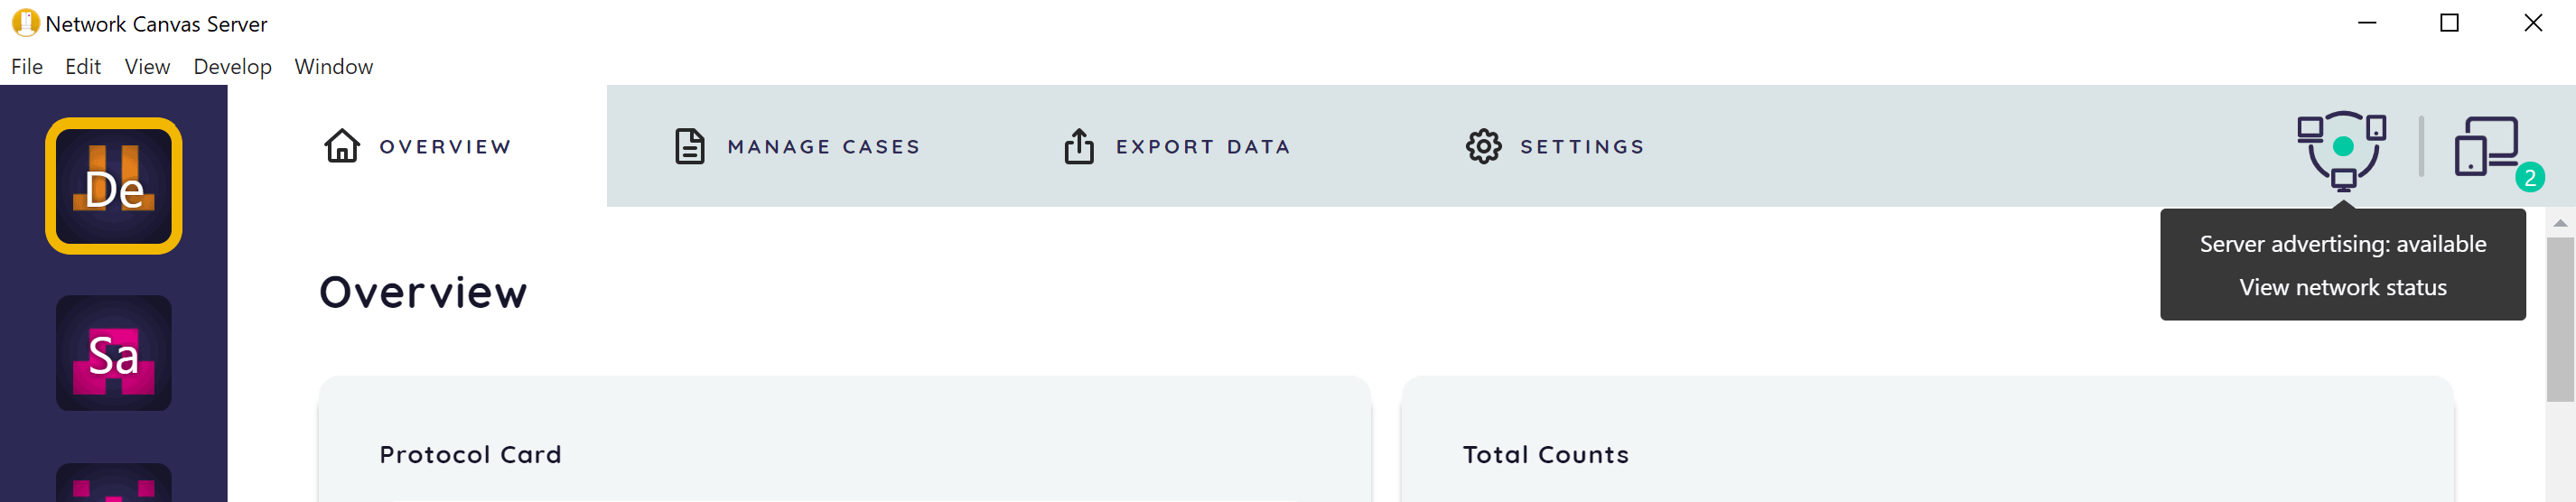 Network Canvas Server
File Edit View Develop Window
OVERVIEW MANAGE CASES EXPORT DATA SETTINGS
2
De
Server advertising: available
View network status
Overview
Sa
Protocol Card Total Counts